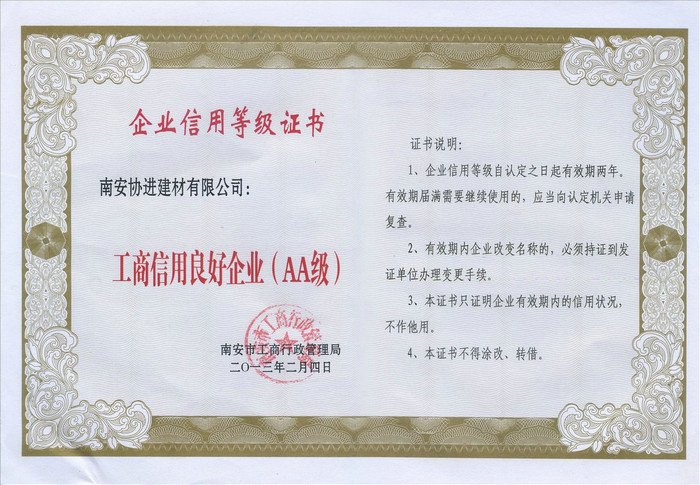 企业信用等级证书
南安协进建材有限公司：
工商信用良好企业（AA级）
南安市工商行政管理局
二〇一三年二月四日
证书说明：
1、企业信用等级自认定之日起有效期两年。
有效期届满需要继续使用的，应当向认定机关申请
复查。
2、有效期内企业改变名称的，必须持证到发
证单位办理变更手续。
3、本证书只证明企业有效期内的信用状况，
不作他用。
4、本证书不得涂改、转借。